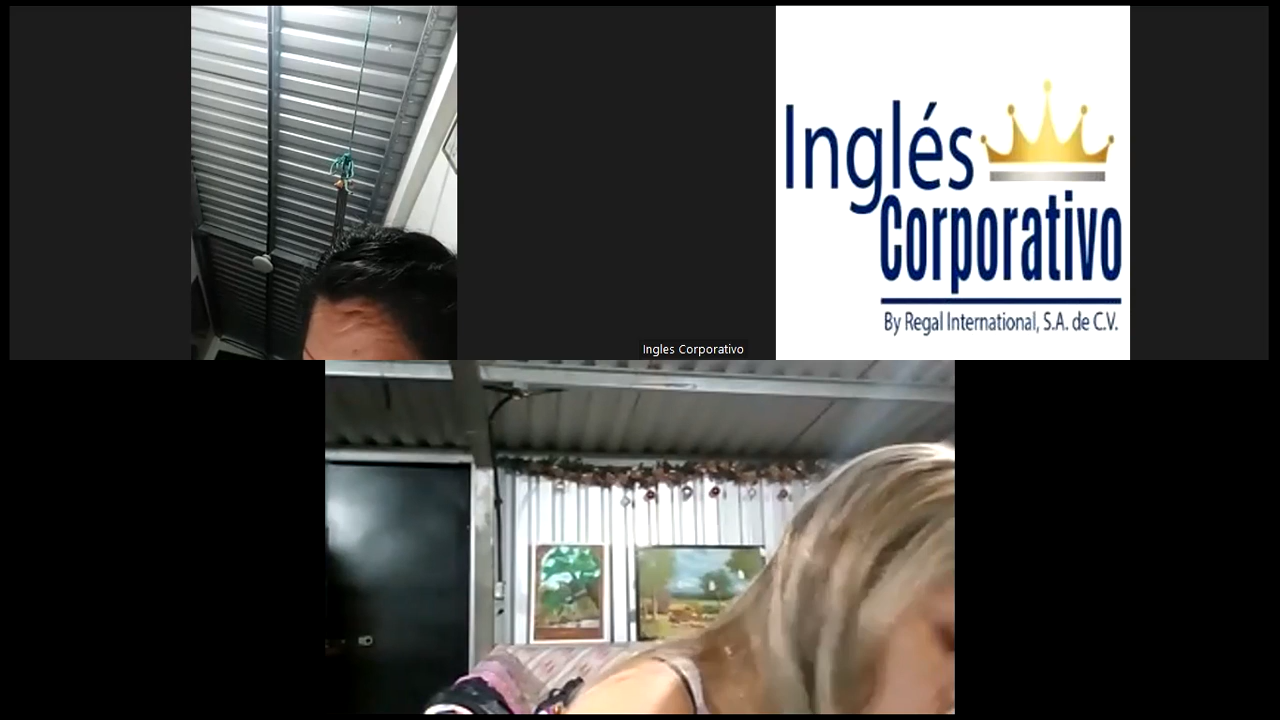 Inglés
Corporativo
By Regal International, S.A. de C.V.
Ingles Corporativo